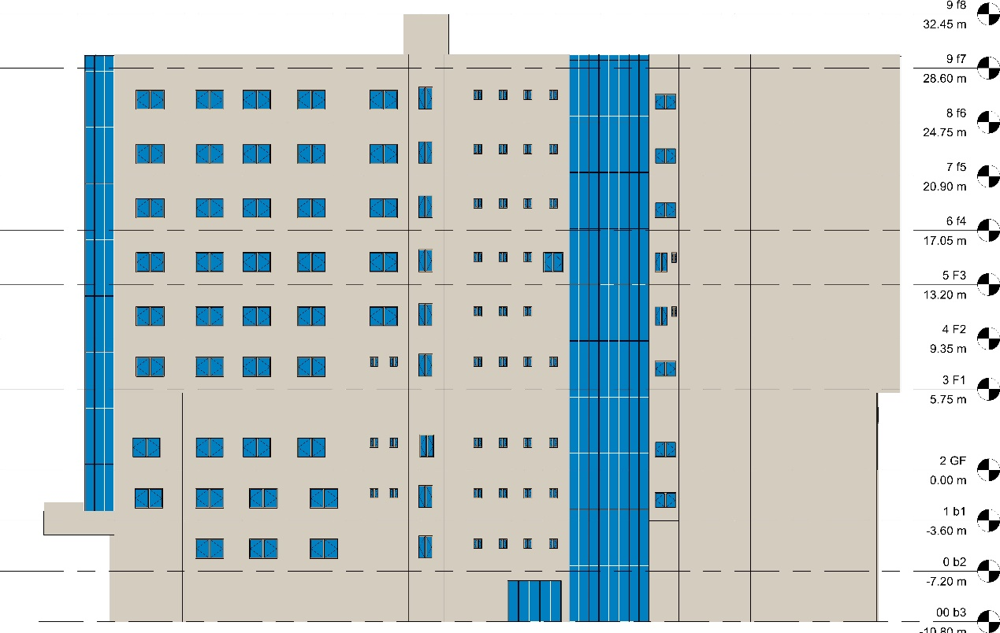 9 f8
32.45 m
9 f7
28.60 m
8 f6
24.75 m
7 f5
20.90 m
6 f4
17.05 m
5 F3
13.20 m
4 F2
9.35 m
3 F1
5.75 m
2 GF
0.00 m
1 b1
-3.60 m
0 b2
-7.20 m
00 b3
-10.80 m